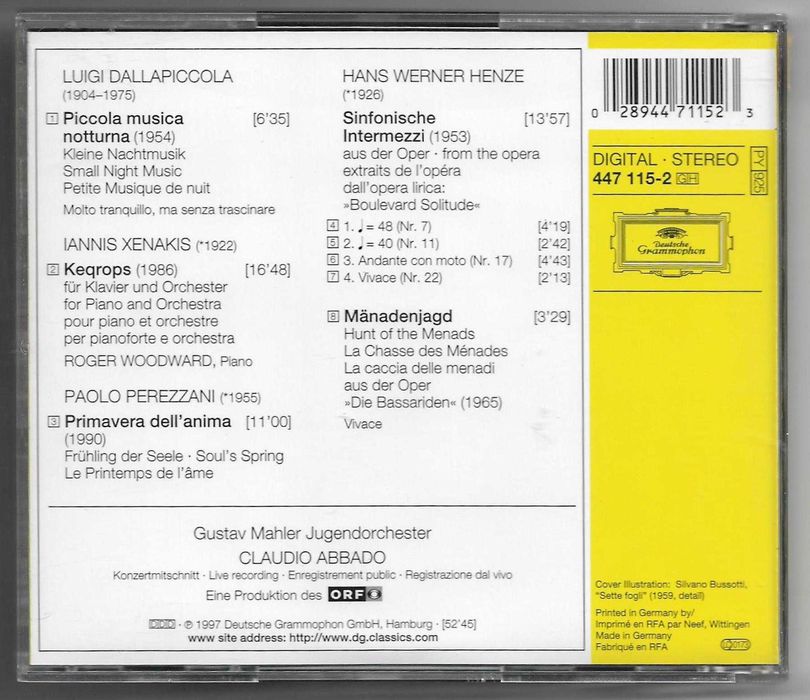 LUIGI DALLAPICCOLA
(1904–1975)
1 Piccola musica
notturna (1954) [6'35]
Kleine Nachtmusik
Small Night Music
Petite Musique de nuit
Molto tranquillo, ma senza trascinare
IANNIS XENAKIS (*1922)
2 Keqrops (1986) [16'48]
für Klavier und Orchester
for Piano and Orchestra
pour piano et orchestre
per pianoforte e orchestra
ROGER WOODWARD, Piano
PAOLO PEREZZANI (*1955)
3 Primavera dell'anima [11'00]
(1990)
Frühling der Seele · Soul's Spring
Le Printemps de l'âme
HANS WERNER HENZE
(*1926)
Sinfonische [13'57]
Intermezzi (1953)
aus der Oper · from the opera
extraits de l'opéra
dall'opera lirica:
»Boulevard Solitude«
4 1. ♩ = 48 (Nr. 7) [4'19]
5 2. ♩ = 40 (Nr. 11) [2'42]
6 3. Andante con moto (Nr. 17) [4'43]
7 4. Vivace (Nr. 22) [2'13]
8 Mänadenjagd [3'29]
Hunt of the Menads
La Chasse des Ménades
La caccia delle menadi
aus der Oper
»Die Bassariden« (1965)
Vivace
Gustav Mahler Jugendorchester
CLAUDIO ABBADO
Konzertmitschnitt · Live recording · Enregistrement public · Registrazione dal vivo
Eine Produktion des ORF
DDD · ℗ 1997 Deutsche Grammophon GmbH, Hamburg · [52'45]
www site address: http://www.dg.classics.com
0 28944 71152 3
DIGITAL · STEREO
447 115-2 GH
PY 925
Deutsche
Grammophon
Cover Illustration: Silvano Bussotti,
"Sette fogli" (1959, detail)
Printed in Germany by/
Imprimé en RFA par Neef, Wittingen
Made in Germany
Fabriqué en RFA
LC 0173